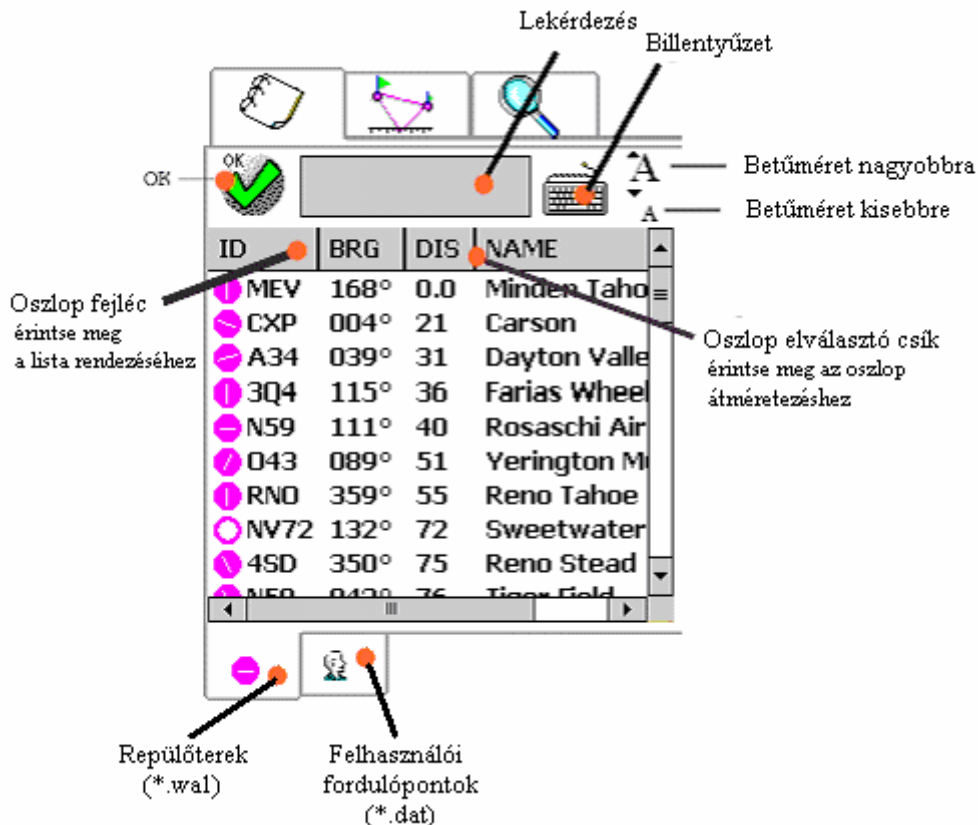 Lekérdezés
Billentyűzet
OK
OK
A
Betűméret nagyobbra
A
Betűméret kisebbre
ID BRG DIS NAME
MEV 168° 0.0 Minden Taho
CXP 004° 21 Carson
A34 039° 31 Dayton Valle
3Q4 115° 36 Farias Wheel
N59 111° 40 Rosaschi Air
O43 089° 51 Yerington Mu
RNO 359° 55 Reno Tahoe
NV72 132° 72 Sweetwater
4SD 350° 75 Reno Stead
76 Tiger Field
Oszlop fejléc
érintse meg
a lista rendezéséhez
Oszlop elválasztó csík
érintse meg az oszlop
átméretezéshez
Repülőterek
(*.wal)
Felhasználói
fordulópontok
(*.dat)